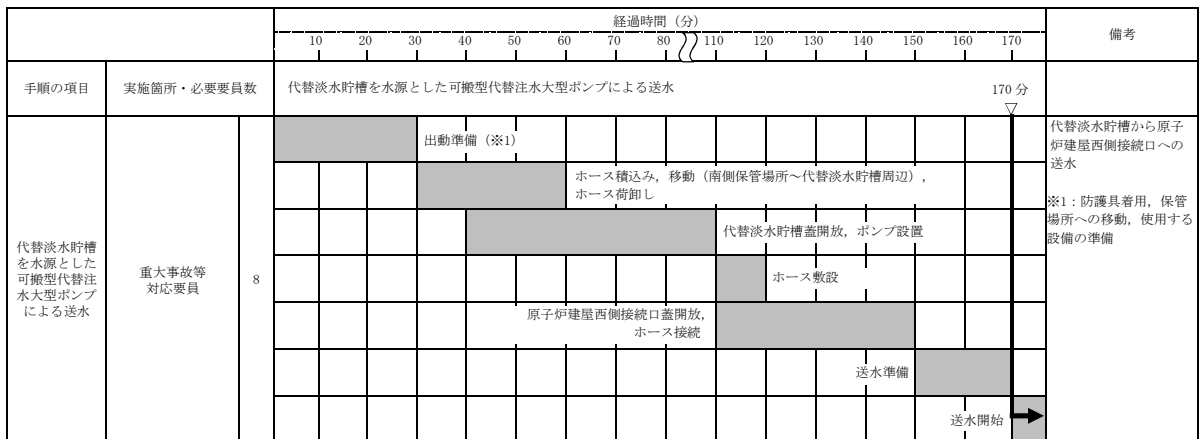 経過時間（分）
備考
10 20 30 40 50 60 70 80 110 120 130 140 150 160 170
手順の項目
実施箇所・必要要員数
代替淡水貯槽を水源とした可搬型代替注水大型ポンプによる送水
170 分
代替淡水貯槽
を水源とした
可搬型代替注
水大型ポンプ
による送水
重大事故等
対応要員
8
出動準備（※1）
ホース積込み，移動（南側保管場所～代替淡水貯槽周辺），
ホース荷卸し
代替淡水貯槽蓋開放，ポンプ設置
ホース敷設
原子炉建屋西側接続口蓋開放，
ホース接続
送水準備
送水開始
代替淡水貯槽から原子
炉建屋西側接続口への
送水
※1：防護具着用，保管
場所への移動，使用する
設備の準備